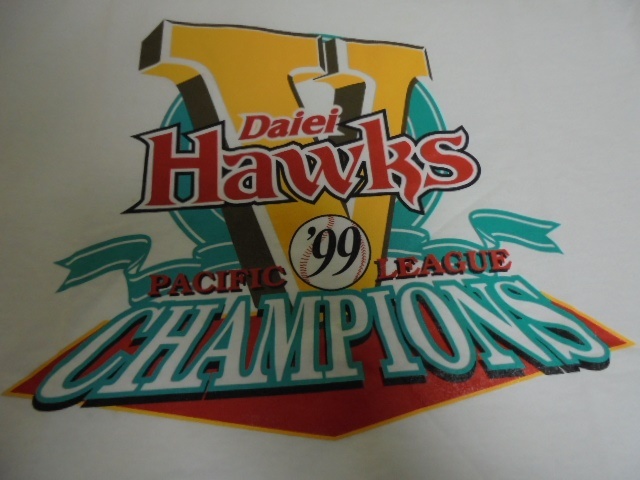 V
Daiei
Hawks
'99
PACIFIC LEAGUE
CHAMPIONS